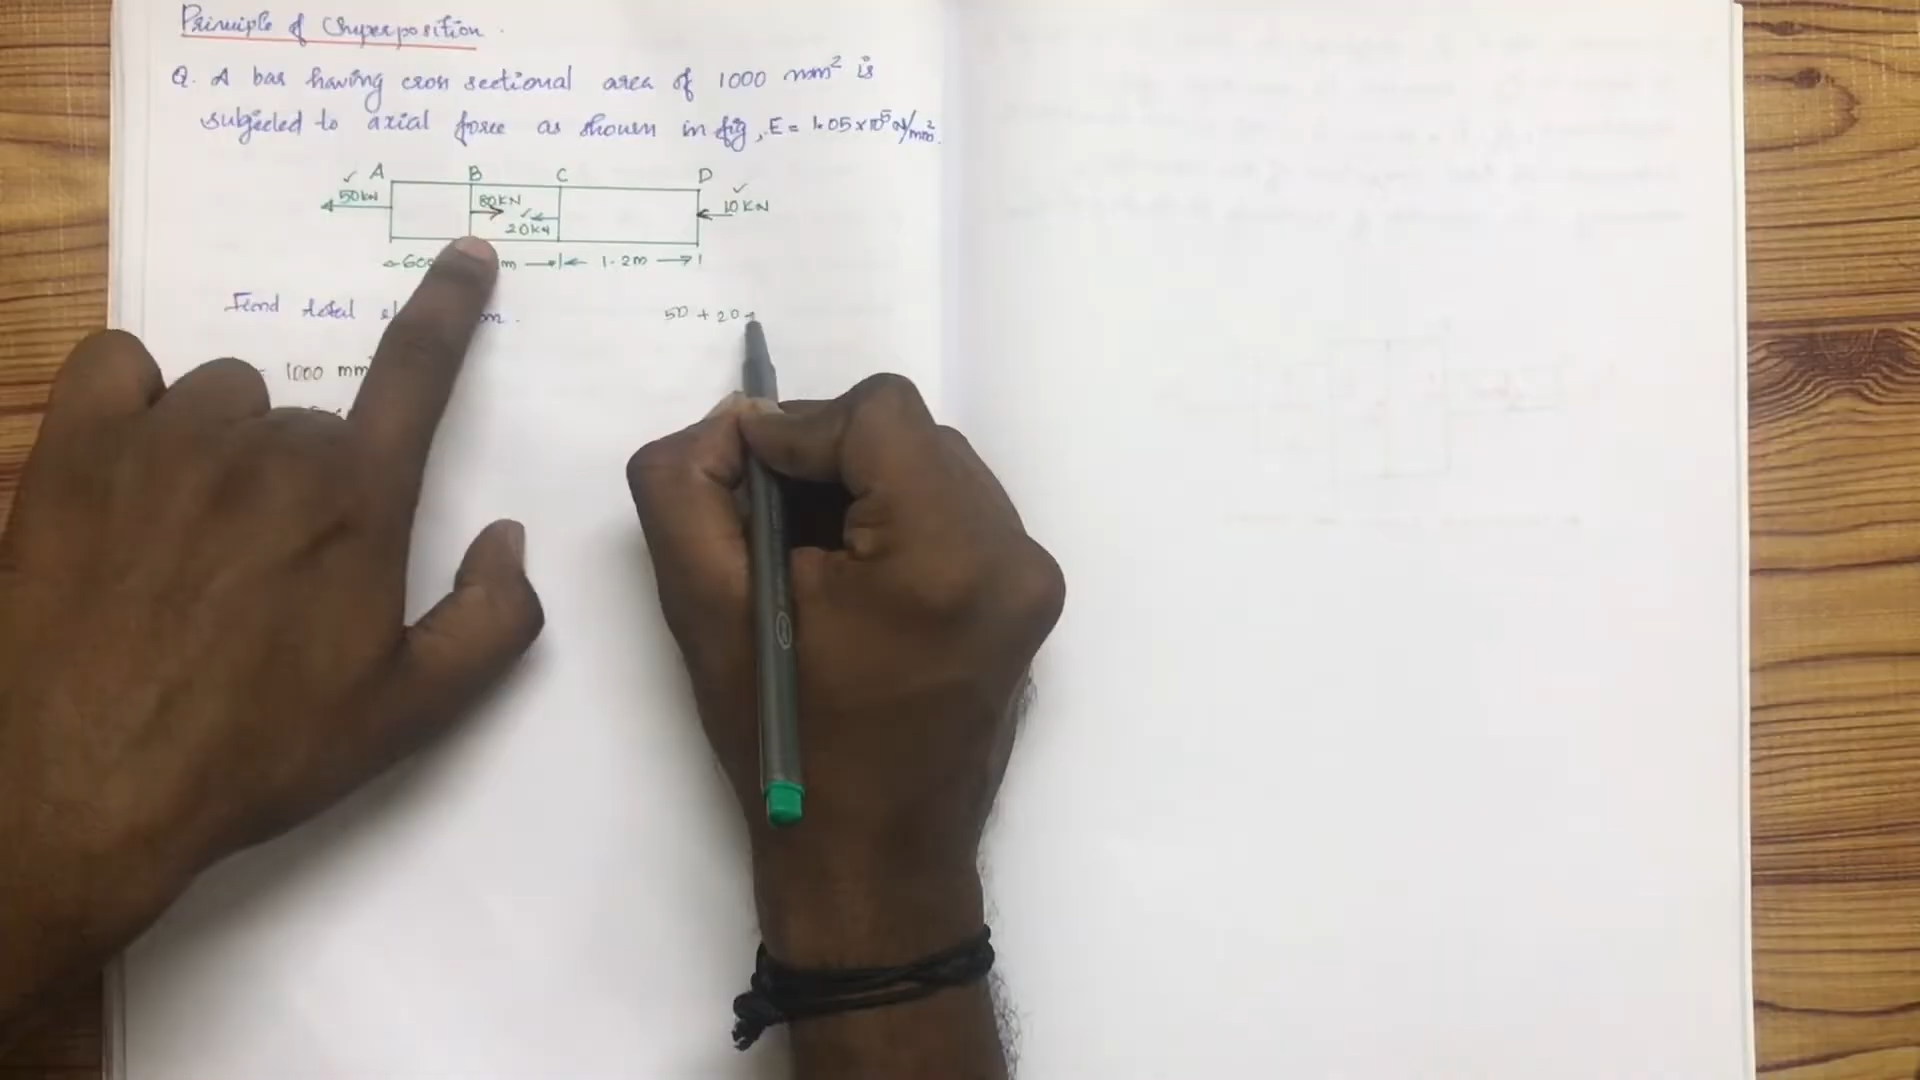 Principle of Superposition.
Q. A bar having cross sectional area of 1000 mm² is
subjected to axial force as shown in fig, E = 1.05 x 10⁵ N/mm².
A B C D
50kN 80KN 20kN 10KN
600 m 1.2m
Find total
50 + 20
1000 mm